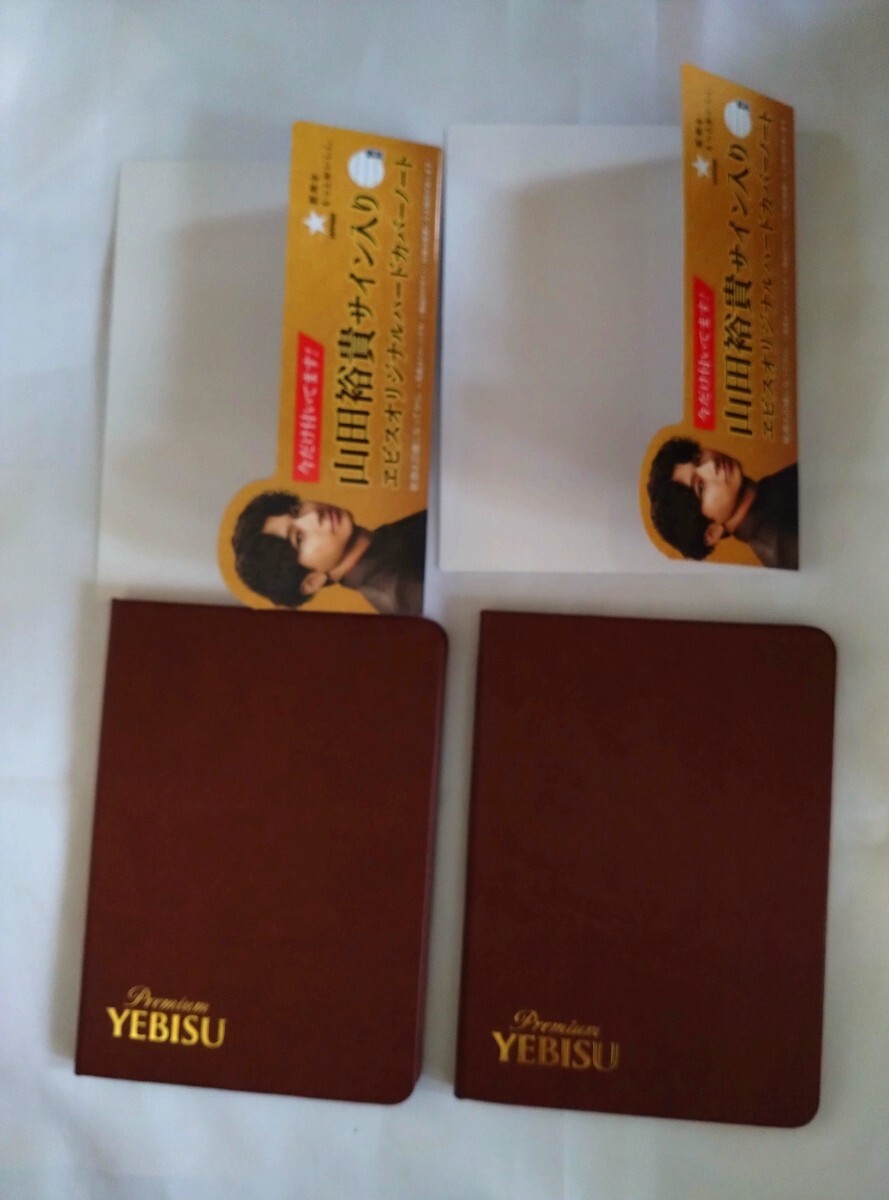 今だけ付いてます!
山田裕貴サイン入り
ヱビスオリジナルハードカバーノート
今だけ付いてます!
山田裕貴サイン入り
ヱビスオリジナルハードカバーノート
Premium
YEBISU
Premium
YEBISU